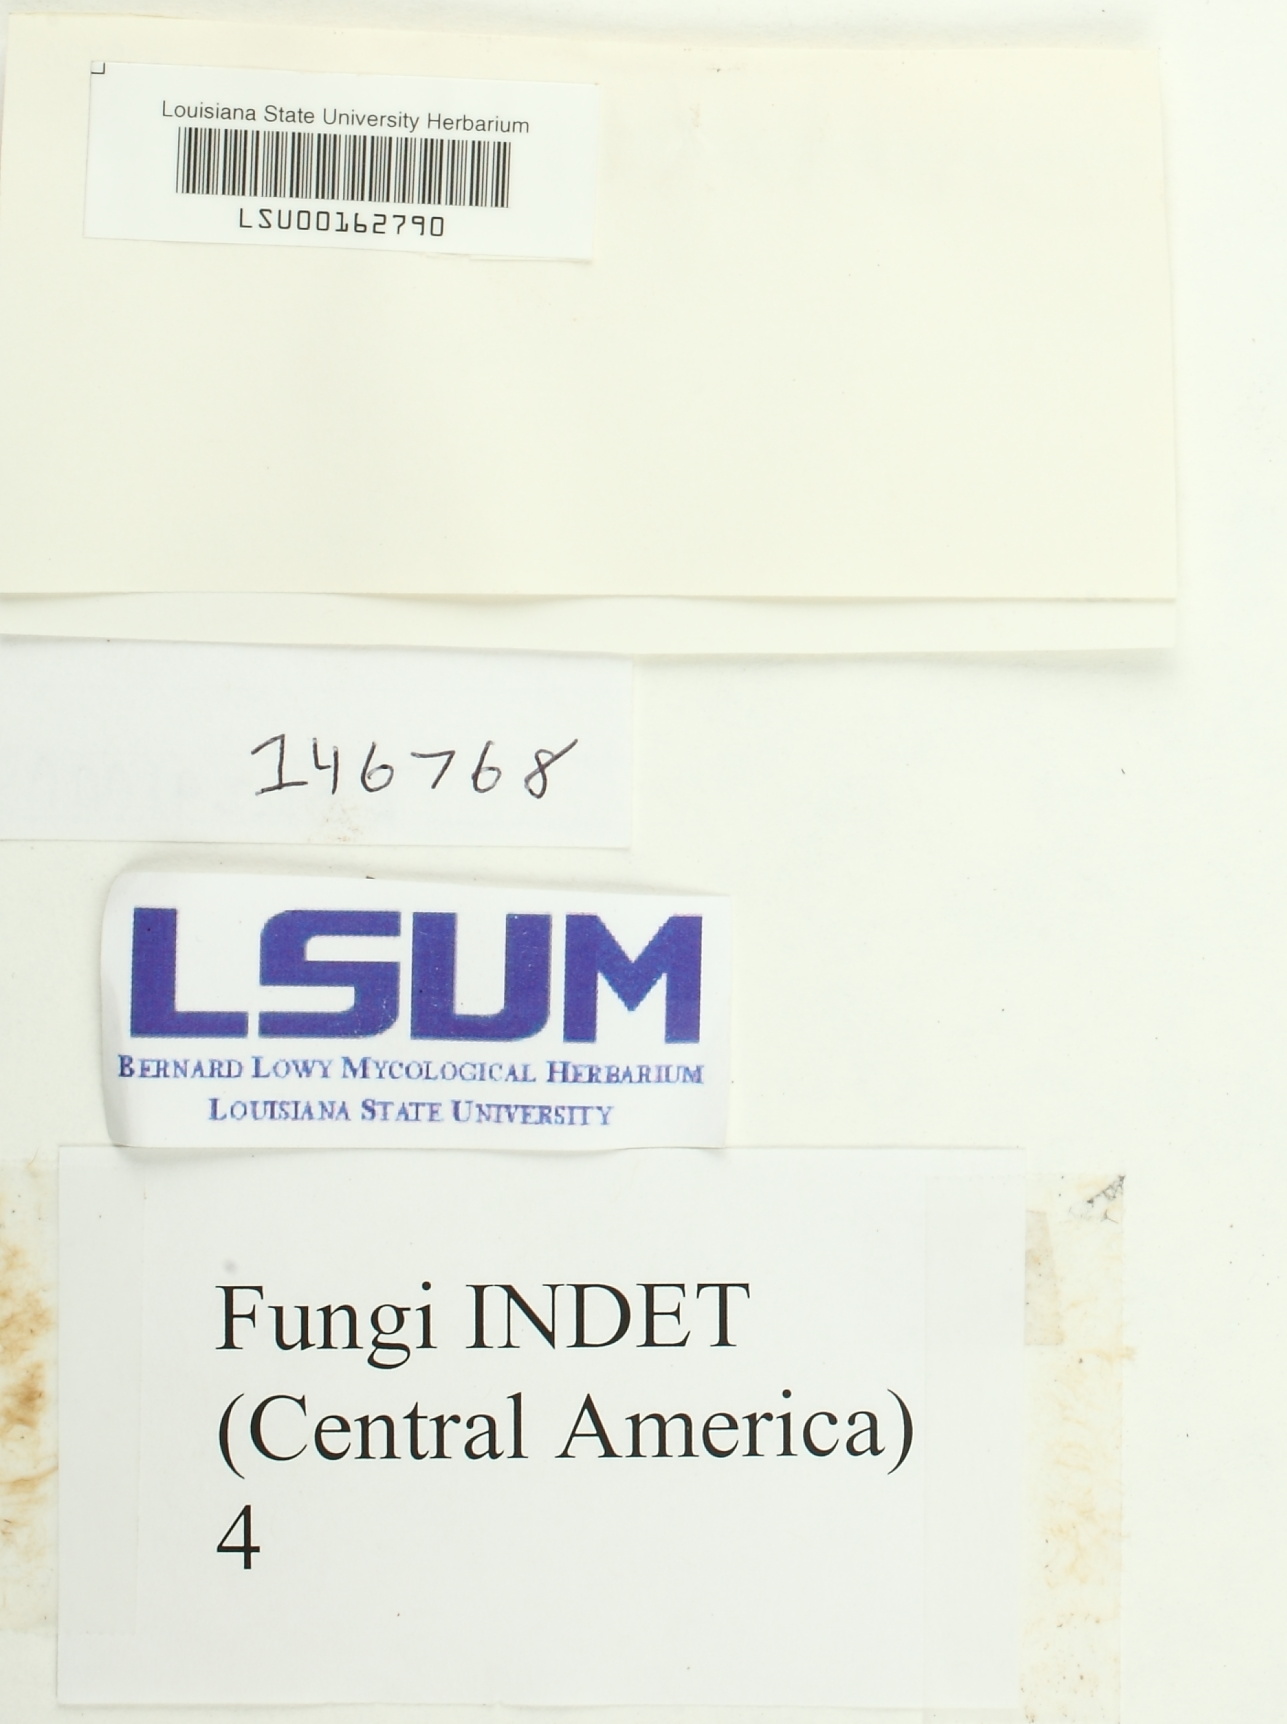 Louisiana State University Herbarium
LSU00162790
146768
LSUM
BERNARD LOWY MYCOLOGICAL HERBARIUM
LOUISIANA STATE UNIVERSITY
Fungi INDET
(Central America)
4